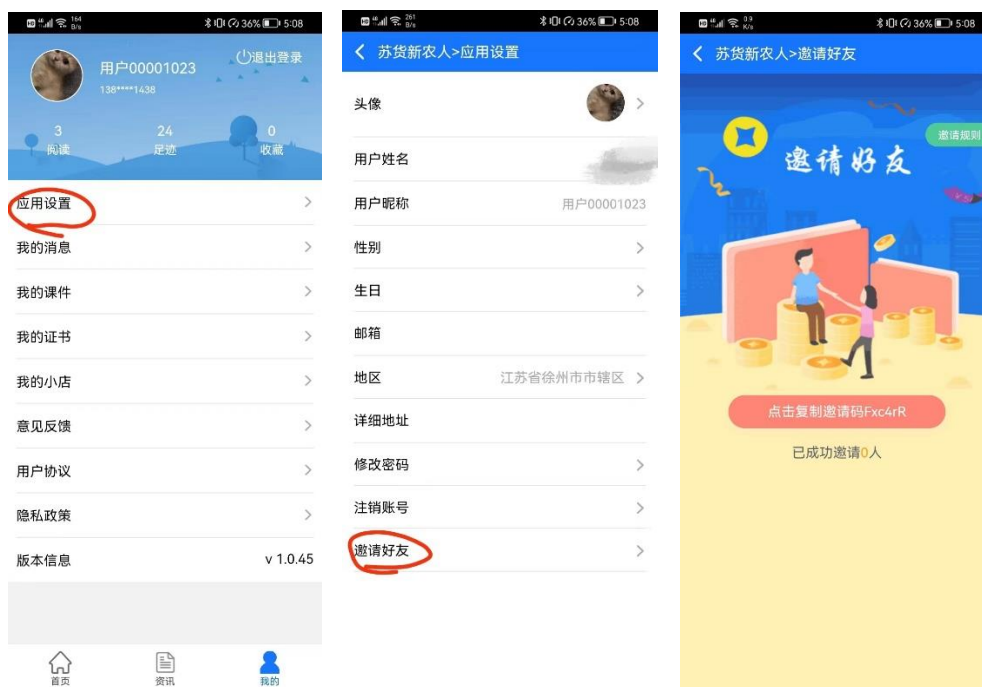 164 B/s
36% 5:08
用户00001023
退出登录
138****1438
3
24
0
阅读
足迹
收藏
应用设置
我的消息
我的课件
我的证书
我的小店
意见反馈
用户协议
隐私政策
版本信息 v 1.0.45
首页
资讯
我的
261 B/s
36% 5:08
苏货新农人>应用设置
头像
用户姓名
用户昵称 用户00001023
性别
生日
邮箱
地区 江苏省徐州市市辖区
详细地址
修改密码
注销账号
邀请好友
0.9 K/s
36% 5:08
苏货新农人>邀请好友
邀请规则
邀请好友
点击复制邀请码Fxc4rR
已成功邀请0人